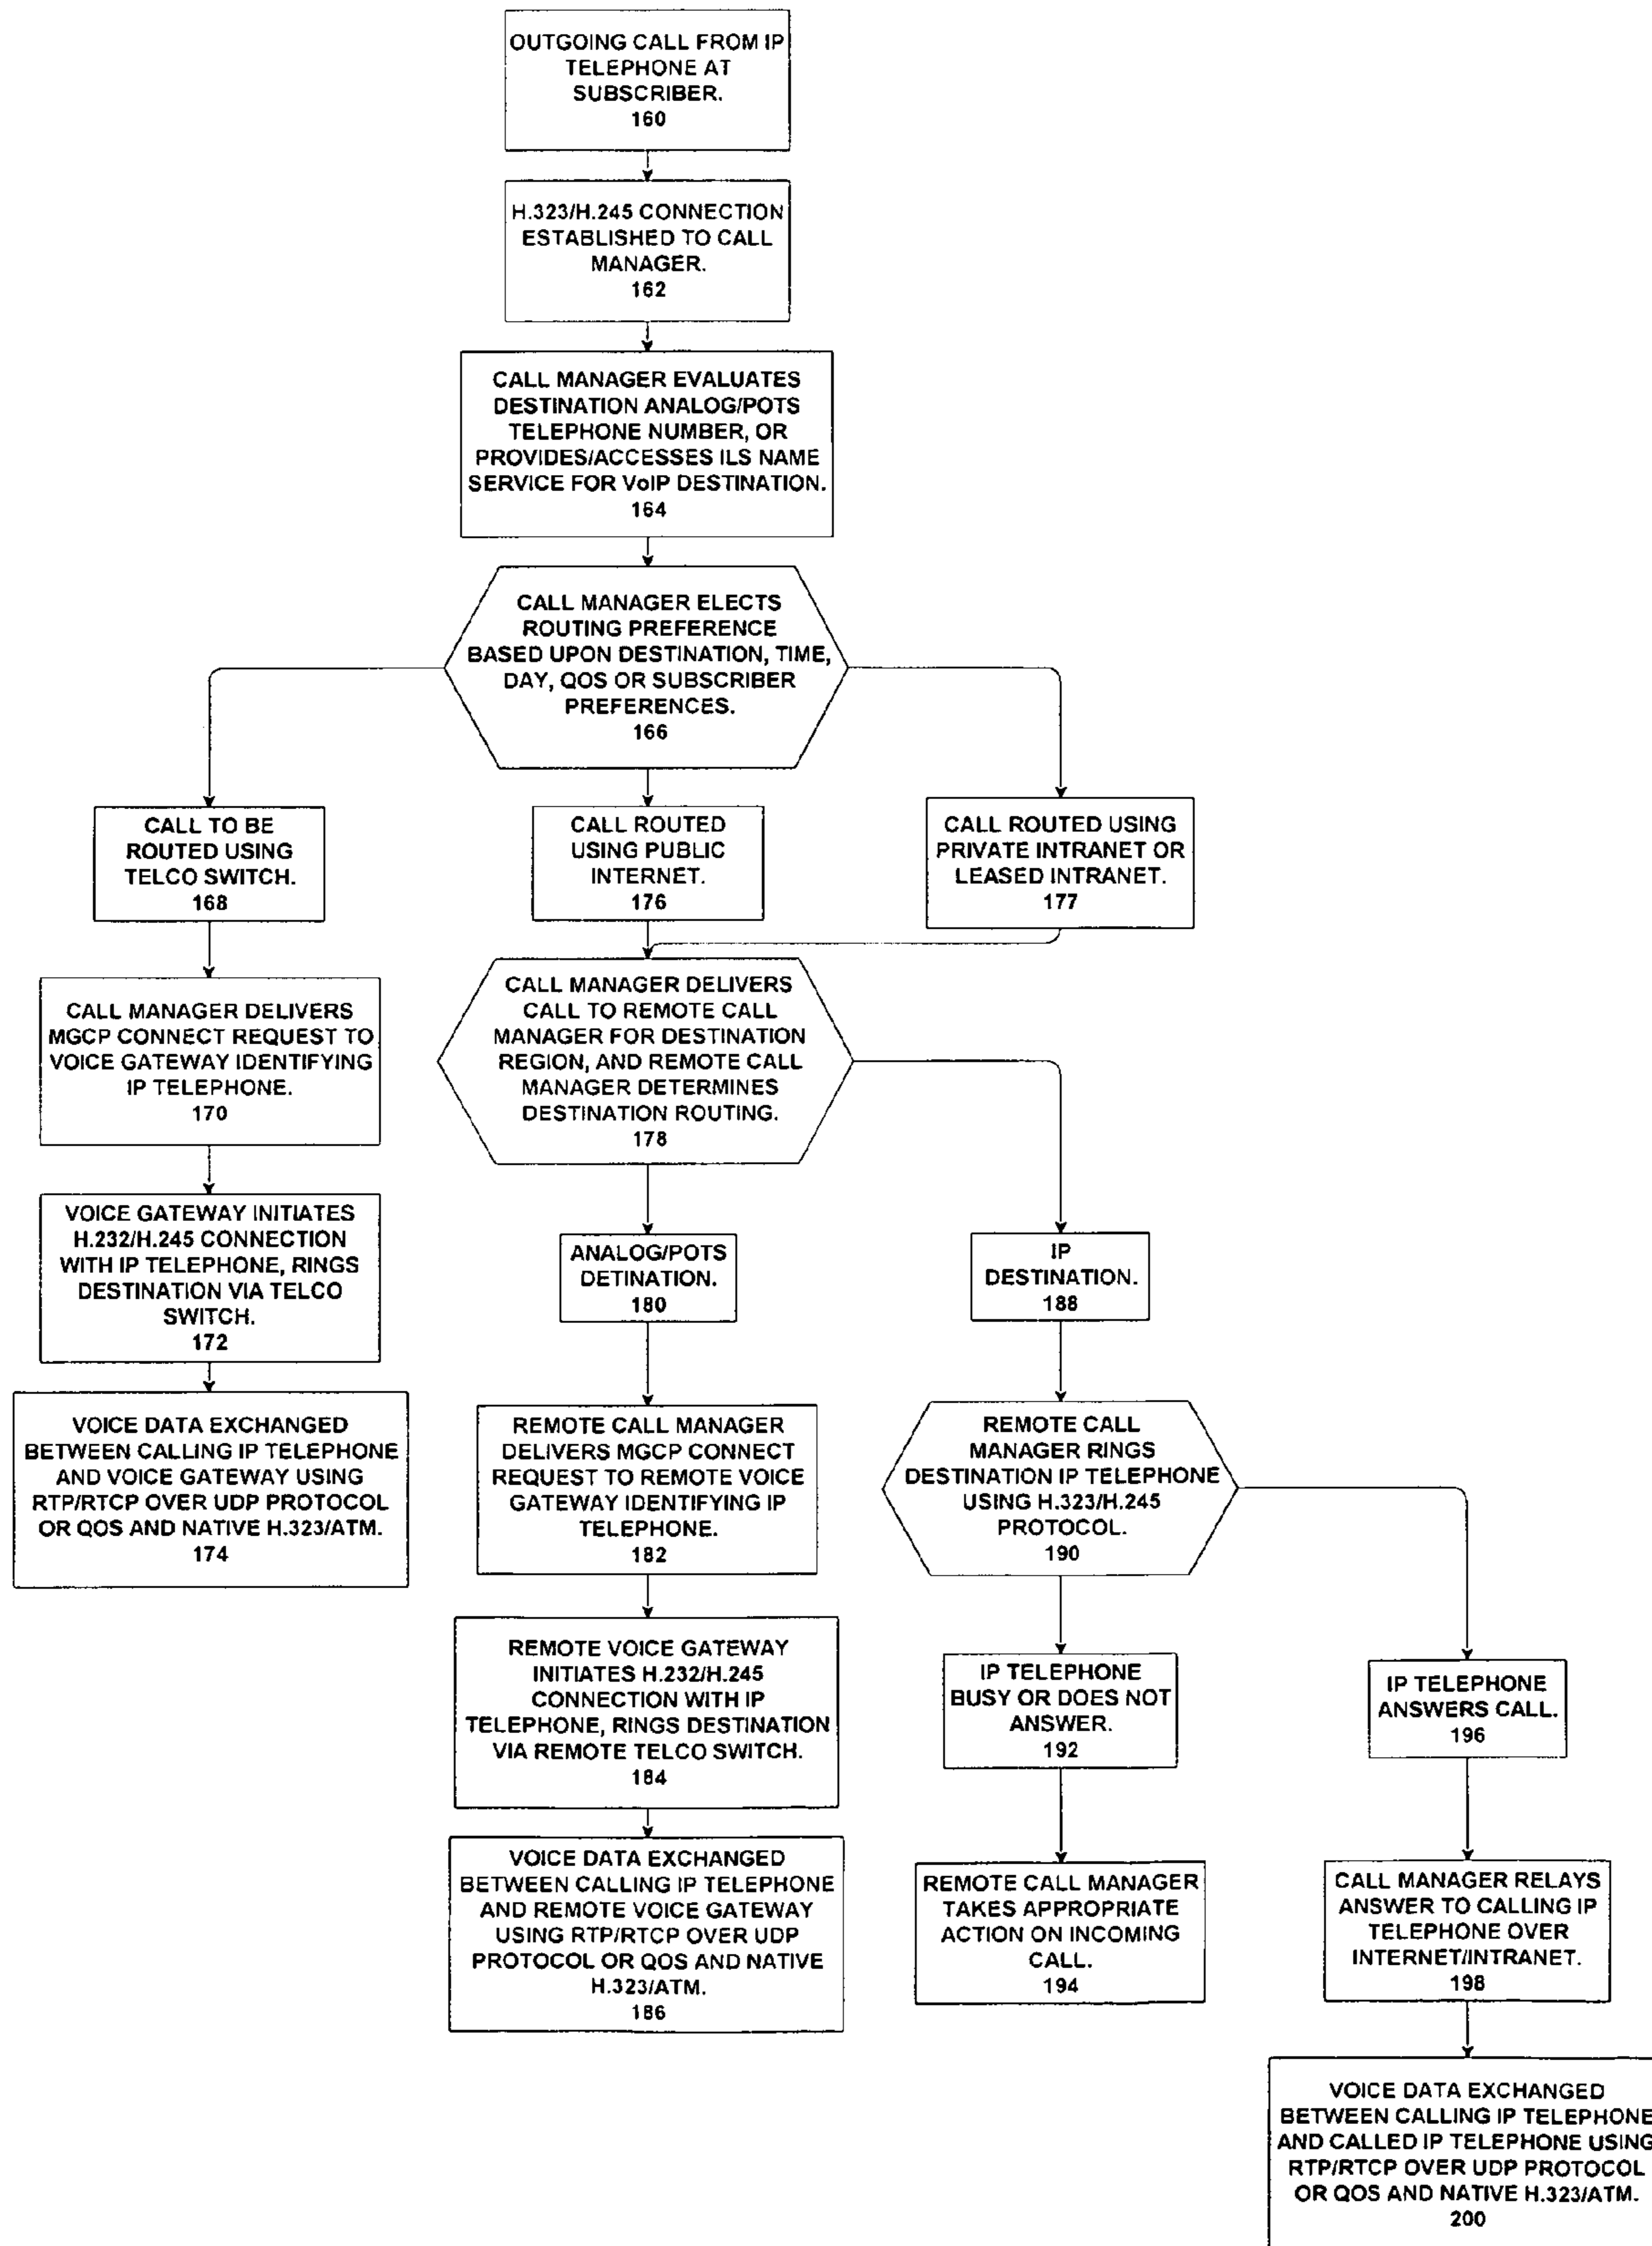 OUTGOING CALL FROM IP
TELEPHONE AT
SUBSCRIBER.
160
H.323/H.245 CONNECTION
ESTABLISHED TO CALL
MANAGER.
162
CALL MANAGER EVALUATES
DESTINATION ANALOG/POTS
TELEPHONE NUMBER, OR
PROVIDES/ACCESSES ILS NAME
SERVICE FOR VoIP DESTINATION.
164
CALL MANAGER ELECTS
ROUTING PREFERENCE
BASED UPON DESTINATION, TIME,
DAY, QOS OR SUBSCRIBER
PREFERENCES.
166
CALL TO BE
ROUTED USING
TELCO SWITCH.
168
CALL ROUTED
USING PUBLIC
INTERNET.
176
CALL ROUTED USING
PRIVATE INTRANET OR
LEASED INTRANET.
177
CALL MANAGER DELIVERS
MGCP CONNECT REQUEST TO
VOICE GATEWAY IDENTIFYING
IP TELEPHONE.
170
CALL MANAGER DELIVERS
CALL TO REMOTE CALL
MANAGER FOR DESTINATION
REGION, AND REMOTE CALL
MANAGER DETERMINES
DESTINATION ROUTING.
178
VOICE GATEWAY INITIATES
H.232/H.245 CONNECTION
WITH IP TELEPHONE, RINGS
DESTINATION VIA TELCO
SWITCH.
172
ANALOG/POTS
DETINATION.
180
IP
DESTINATION.
188
VOICE DATA EXCHANGED
BETWEEN CALLING IP TELEPHONE
AND VOICE GATEWAY USING
RTP/RTCP OVER UDP PROTOCOL
OR QOS AND NATIVE H.323/ATM.
174
REMOTE CALL MANAGER
DELIVERS MGCP CONNECT
REQUEST TO REMOTE VOICE
GATEWAY IDENTIFYING IP
TELEPHONE.
182
REMOTE CALL
MANAGER RINGS
DESTINATION IP TELEPHONE
USING H.323/H.245
PROTOCOL.
190
REMOTE VOICE GATEWAY
INITIATES H.232/H.245
CONNECTION WITH IP
TELEPHONE, RINGS DESTINATION
VIA REMOTE TELCO SWITCH.
184
IP TELEPHONE
BUSY OR DOES NOT
ANSWER.
192
IP TELEPHONE
ANSWERS CALL.
196
VOICE DATA EXCHANGED
BETWEEN CALLING IP TELEPHONE
AND REMOTE VOICE GATEWAY
USING RTP/RTCP OVER UDP
PROTOCOL OR QOS AND NATIVE
H.323/ATM.
186
REMOTE CALL MANAGER
TAKES APPROPRIATE
ACTION ON INCOMING
CALL.
194
CALL MANAGER RELAYS
ANSWER TO CALLING IP
TELEPHONE OVER
INTERNET/INTRANET.
198
VOICE DATA EXCHANGED
BETWEEN CALLING IP TELEPHONE
AND CALLED IP TELEPHONE USING
RTP/RTCP OVER UDP PROTOCOL
OR QOS AND NATIVE H.323/ATM.
200